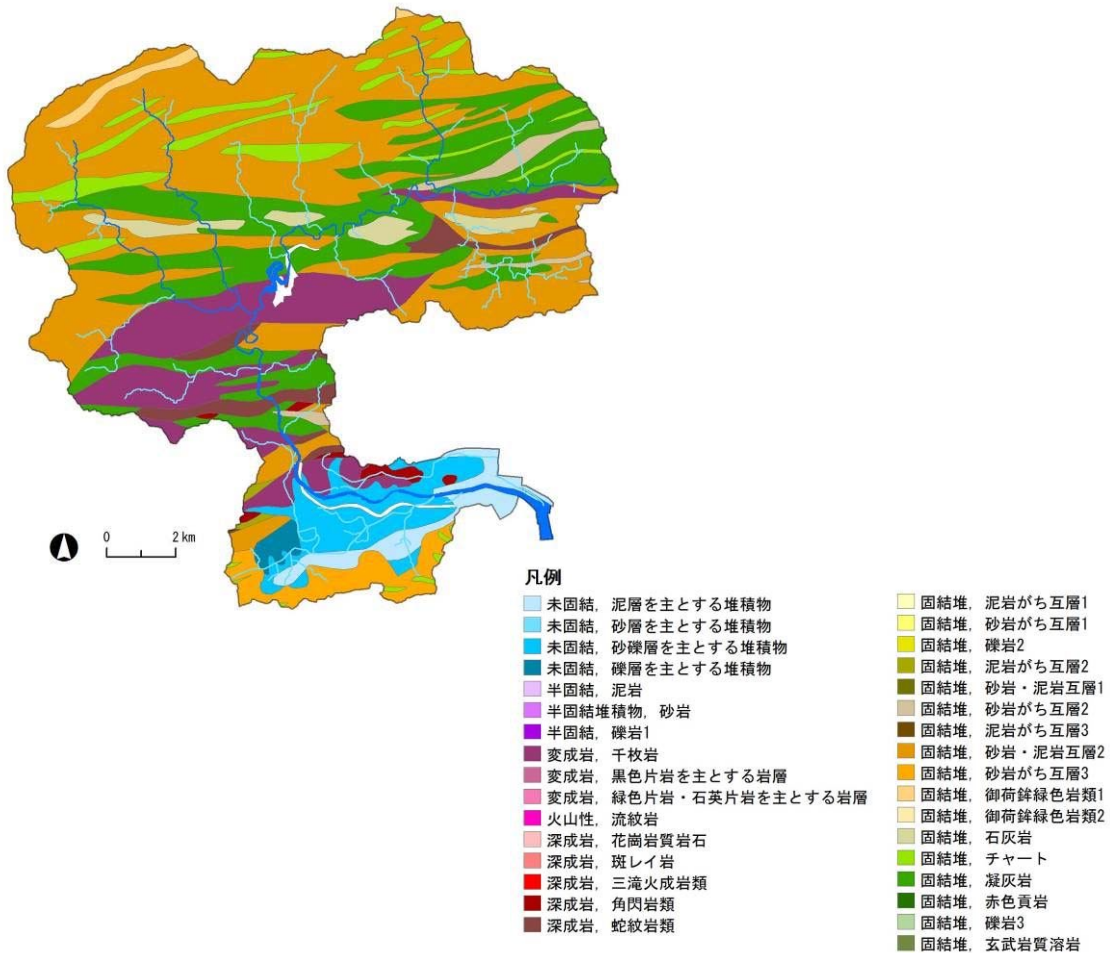 0 2 km
凡例
未固結, 泥層を主とする堆積物
未固結, 砂層を主とする堆積物
未固結, 砂礫層を主とする堆積物
未固結, 礫層を主とする堆積物
半固結, 泥岩
半固結堆積物, 砂岩
半固結, 礫岩1
変成岩, 千枚岩
変成岩, 黒色片岩を主とする岩層
変成岩, 緑色片岩・石英片岩を主とする岩層
火山性, 流紋岩
深成岩, 花崗岩質岩石
深成岩, 斑レイ岩
深成岩, 三滝火成岩類
深成岩, 角閃岩類
深成岩, 蛇紋岩類
固結堆, 泥岩がち互層1
固結堆, 砂岩がち互層1
固結堆, 礫岩2
固結堆, 泥岩がち互層2
固結堆, 砂岩・泥岩互層1
固結堆, 砂岩がち互層2
固結堆, 泥岩がち互層3
固結堆, 砂岩・泥岩互層2
固結堆, 砂岩がち互層3
固結堆, 御荷鉾緑色岩類1
固結堆, 御荷鉾緑色岩類2
固結堆, 石灰岩
固結堆, チャート
固結堆, 凝灰岩
固結堆, 赤色頁岩
固結堆, 礫岩3
固結堆, 玄武岩質溶岩